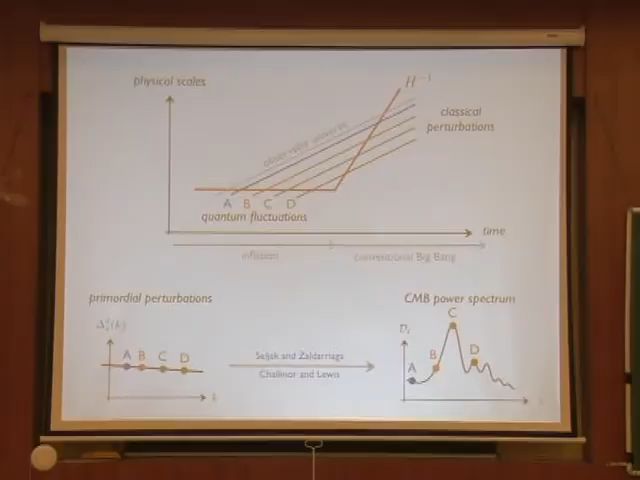 physical scales
H⁻¹
classical
perturbations
observable universe
A B C D
quantum fluctuations
time
inflation
conventional Big Bang
primordial perturbations
CMB power spectrum
A B C D
Seljak and Zaldarriaga
Challinor and Lewis
D
A B C D